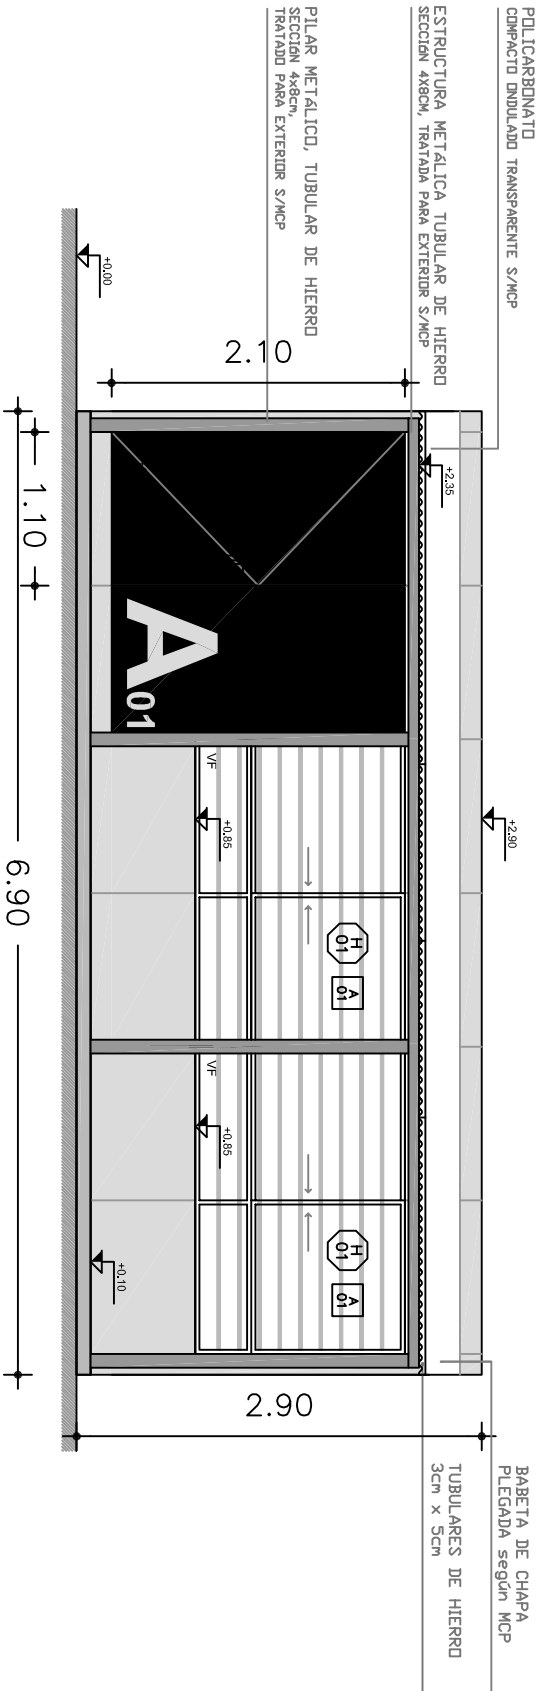 POLICARBONATO
COMPACTO ONDULADO TRANSPARENTE S/MCP
ESTRUCTURA METÁLICA TUBULAR DE HIERRO
SECCIÓN 4X8CM, TRATADA PARA EXTERIOR S/MCP
PILAR METÁLICO, TUBULAR DE HIERRO
SECCIÓN 4x8cm,
TRATADO PARA EXTERIOR S/MCP
BABETA DE CHAPA
PLEGADA según MCP
TUBULARES DE HIERRO
3cm x 5cm
+2.90
+2.35
+0.00
2.10
A
01
VF
+0.85
H
01
A
01
VF
+0.85
H
01
A
01
+0.10
2.90
1.10
6.90